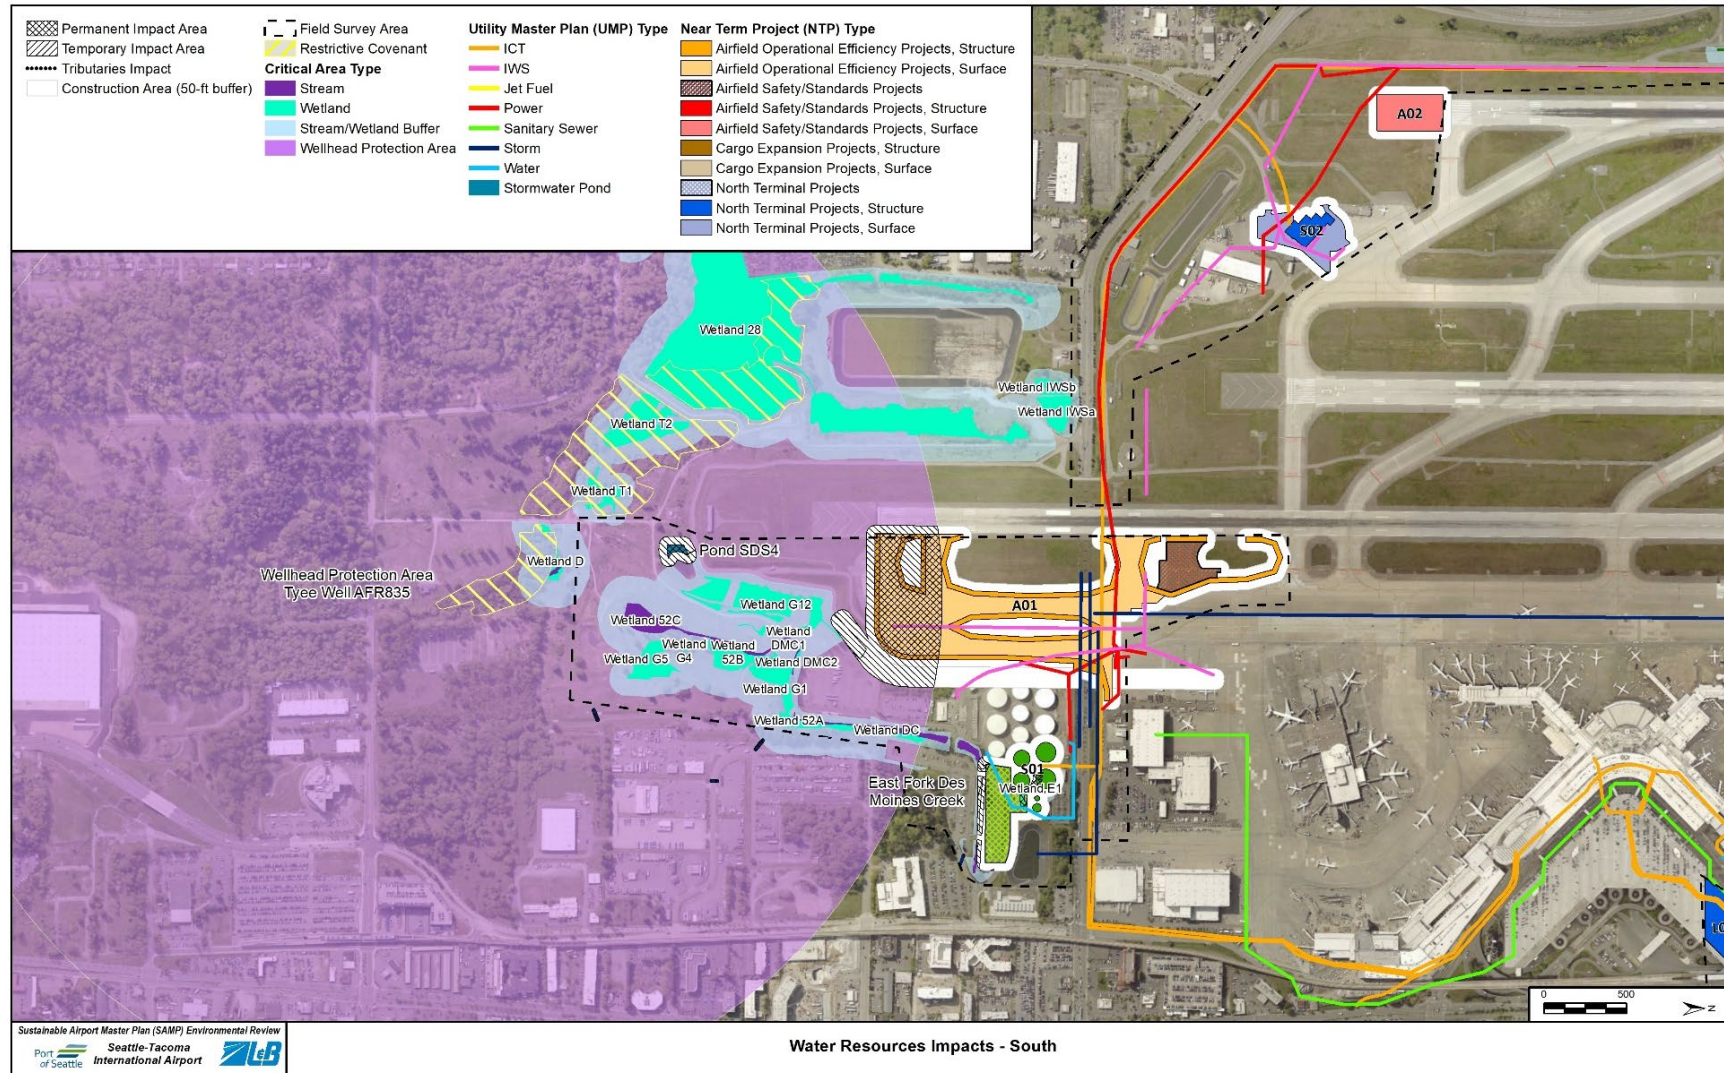 Permanent Impact Area
Temporary Impact Area
Tributaries Impact
Construction Area (50-ft buffer)
Field Survey Area
Restrictive Covenant
Critical Area Type
Stream
Wetland
Stream/Wetland Buffer
Wellhead Protection Area
Utility Master Plan (UMP) Type
ICT
IWS
Jet Fuel
Power
Sanitary Sewer
Storm
Water
Stormwater Pond
Near Term Project (NTP) Type
Airfield Operational Efficiency Projects, Structure
Airfield Operational Efficiency Projects, Surface
Airfield Safety/Standards Projects
Airfield Safety/Standards Projects, Structure
Airfield Safety/Standards Projects, Surface
Cargo Expansion Projects, Structure
Cargo Expansion Projects, Surface
North Terminal Projects
North Terminal Projects, Structure
North Terminal Projects, Surface
A02
S02
Wetland 28
Wetland IWSb
Wetland IWSa
Wetland T2
Wetland T1
Wetland D
Pond SDS4
Wellhead Protection Area
Tyee Well AFR835
Wetland G12
A01
Wetland 52C
Wetland
DMC1
Wetland
G4
Wetland
52B
Wetland G5
Wetland DMC2
Wetland G1
Wetland 52A
Wetland DC
S01
Wetland E1
East Fork Des
Moines Creek
0 500
N
Sustainable Airport Master Plan (SAMP) Environmental Review
Port
of Seattle
Seattle-Tacoma
International Airport
L&B
Water Resources Impacts - South